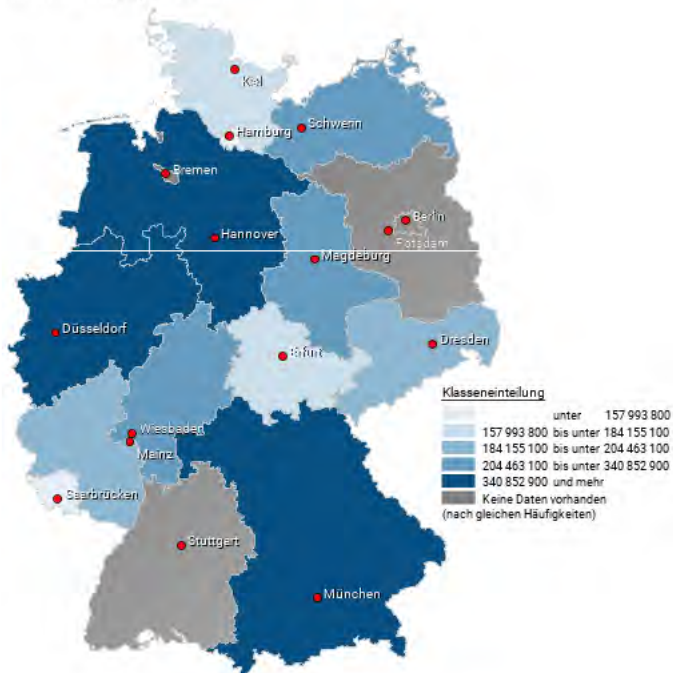 Kiel
Hamburg
Schwerin
Bremen
Berlin
Potsdam
Hannover
Magdeburg
Düsseldorf
Erfurt
Dresden
Wiesbaden
Mainz
Saarbrücken
Stuttgart
München
Klasseneinteilung
unter 157 993 800
157 993 800 bis unter 184 155 100
184 155 100 bis unter 204 463 100
204 463 100 bis unter 340 852 900
340 852 900 und mehr
Keine Daten vorhanden
(nach gleichen Häufigkeiten)